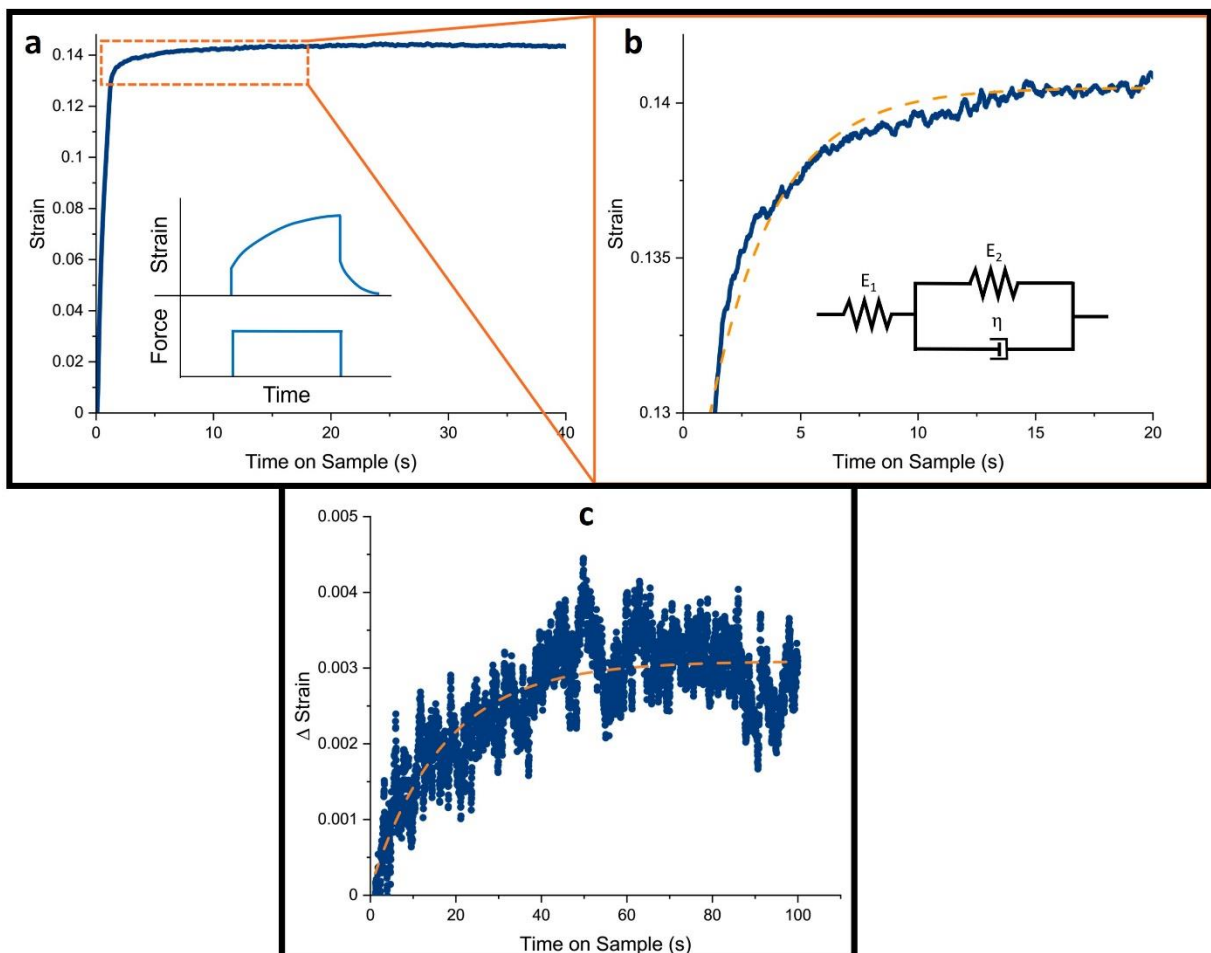 a
0.14
0.12
0.1
0.08
0.06
0.04
0.02
0
Strain
0 10 20 30 40
Time on Sample (s)
Strain
Force
Time
b
0.14
0.135
0.13
Strain
0 5 10 15 20
Time on Sample (s)
E1
E2
η
c
0.005
0.004
0.003
0.002
0.001
0
Δ Strain
0 20 40 60 80 100
Time on Sample (s)